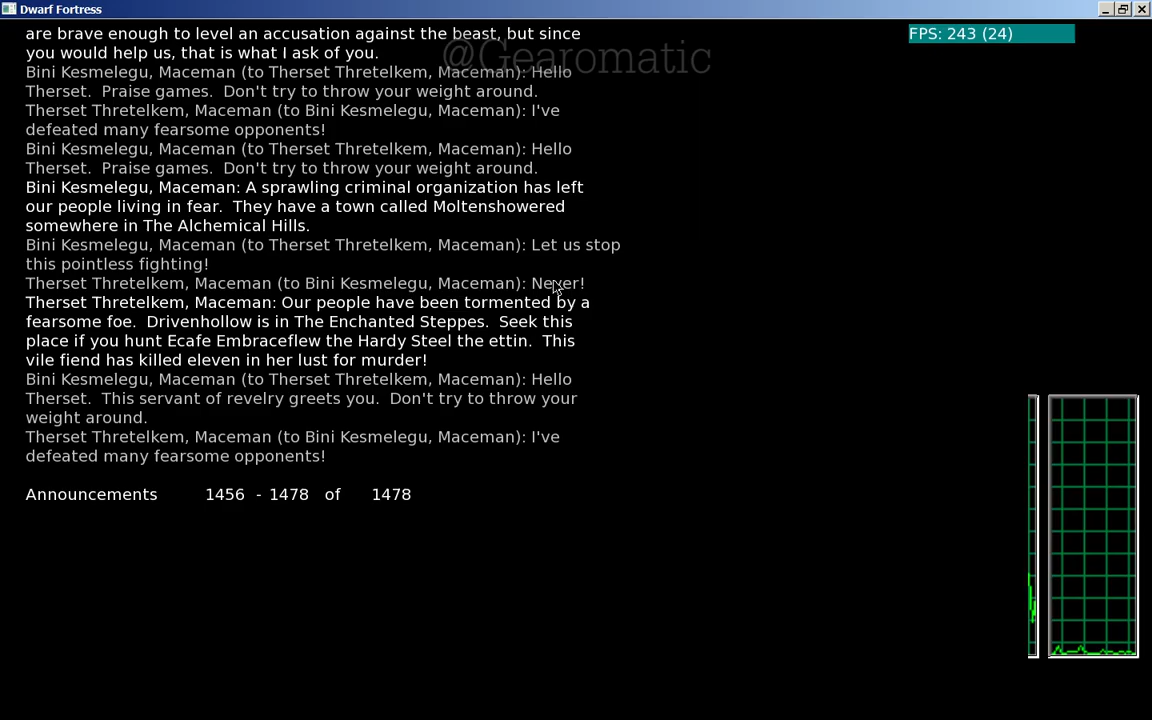 Dwarf Fortress
are brave enough to level an accusation against the beast, but since
FPS: 243 (24)
you would help us, that is what I ask of you.
@Gearomatic
Bini Kesmelegu, Maceman (to Therset Thretelkem, Maceman): Hello
Therset.  Praise games.  Don't try to throw your weight around.
Therset Thretelkem, Maceman (to Bini Kesmelegu, Maceman): I've
defeated many fearsome opponents!
Bini Kesmelegu, Maceman (to Therset Thretelkem, Maceman): Hello
Therset.  Praise games.  Don't try to throw your weight around.
Bini Kesmelegu, Maceman: A sprawling criminal organization has left
our people living in fear.  They have a town called Moltenshowered
somewhere in The Alchemical Hills.
Bini Kesmelegu, Maceman (to Therset Thretelkem, Maceman): Let us stop
this pointless fighting!
Therset Thretelkem, Maceman (to Bini Kesmelegu, Maceman): Never!
Therset Thretelkem, Maceman: Our people have been tormented by a
fearsome foe.  Drivenhollow is in The Enchanted Steppes.  Seek this
place if you hunt Ecafe Embraceflew the Hardy Steel the ettin.  This
vile fiend has killed eleven in her lust for murder!
Bini Kesmelegu, Maceman (to Therset Thretelkem, Maceman): Hello
Therset.  This servant of revelry greets you.  Don't try to throw your
weight around.
Therset Thretelkem, Maceman (to Bini Kesmelegu, Maceman): I've
defeated many fearsome opponents!
Announcements 1456 - 1478 of 1478